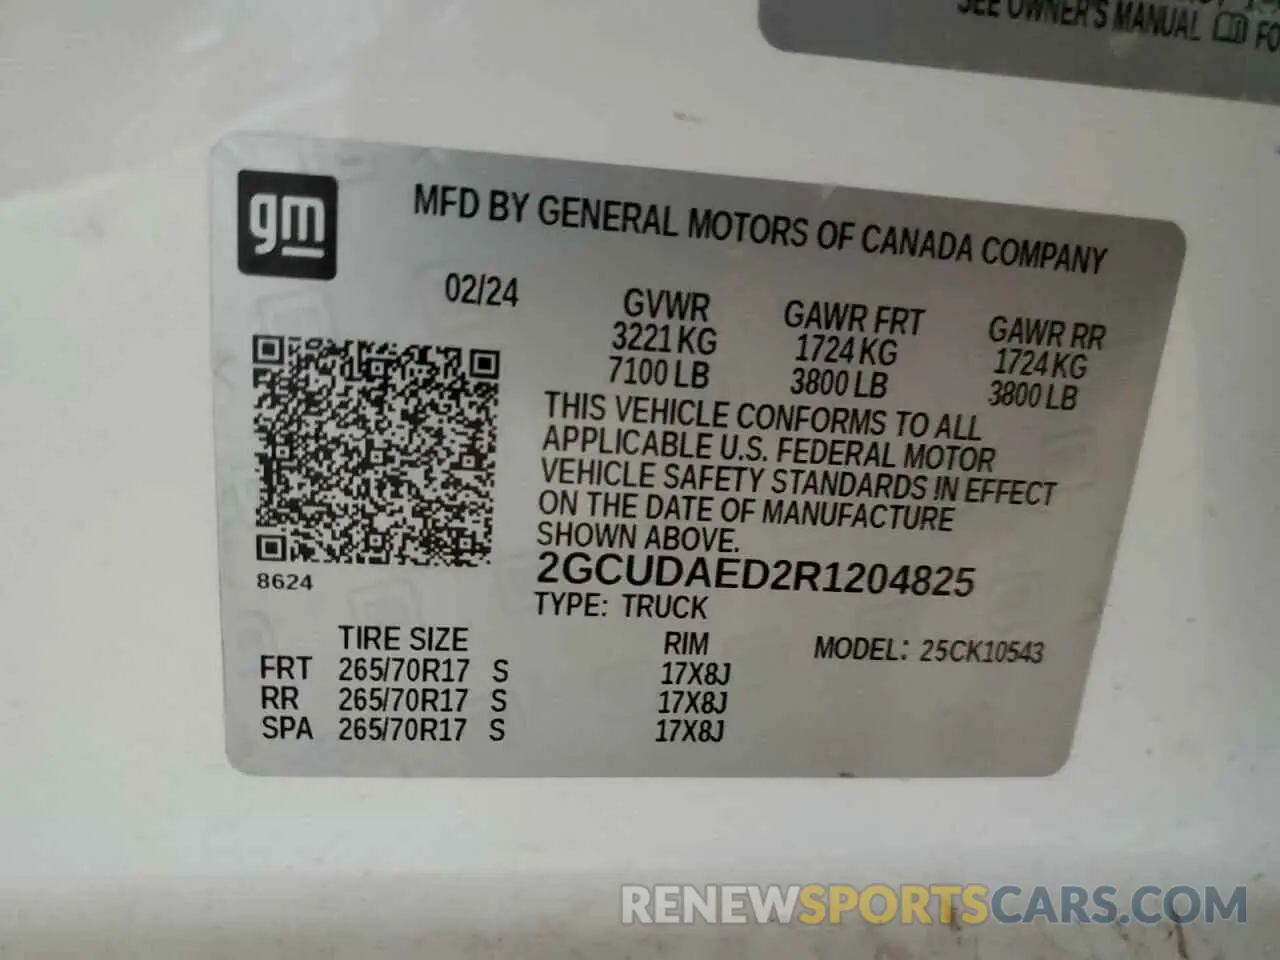 SEE OWNER'S MANUAL FO
gm
MFD BY GENERAL MOTORS OF CANADA COMPANY
02/24
GVWR GAWR FRT GAWR RR
3221 KG 1724 KG 1724 KG
7100 LB 3800 LB 3800 LB
THIS VEHICLE CONFORMS TO ALL
APPLICABLE U.S. FEDERAL MOTOR
VEHICLE SAFETY STANDARDS IN EFFECT
ON THE DATE OF MANUFACTURE
SHOWN ABOVE.
2GCUDAED2R1204825
8624
TYPE: TRUCK
TIRE SIZE RIM MODEL: 25CK10543
FRT 265/70R17 S 17X8J
RR 265/70R17 S 17X8J
SPA 265/70R17 S 17X8J
RENEWSPORTSCARS.COM